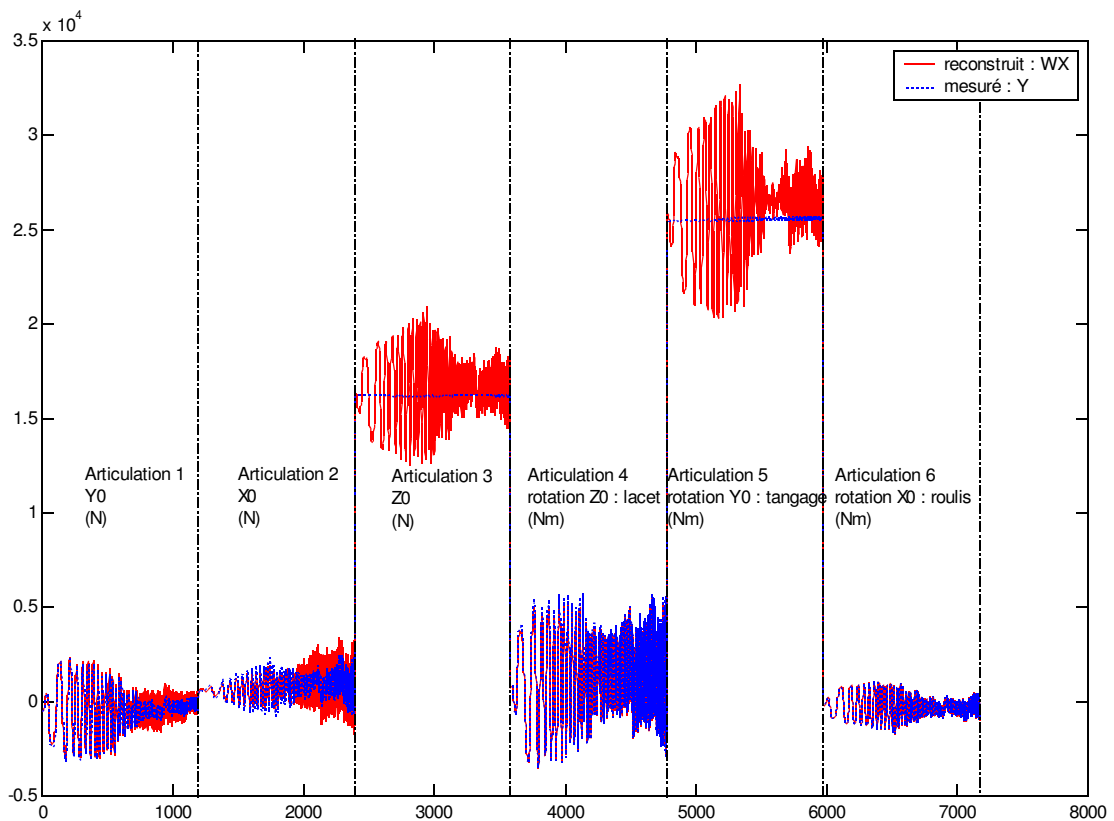 x 10^4
3.5
3
2.5
2
1.5
1
0.5
0
-0.5
0
1000
2000
3000
4000
5000
6000
7000
8000
reconstruit : WX
mesuré : Y
Articulation 1
Y0
(N)
Articulation 2
X0
(N)
Articulation 3
Z0
(N)
Articulation 4
rotation Z0 : lacet
(Nm)
Articulation 5
rotation Y0 : tangage
(Nm)
Articulation 6
rotation X0 : roulis
(Nm)